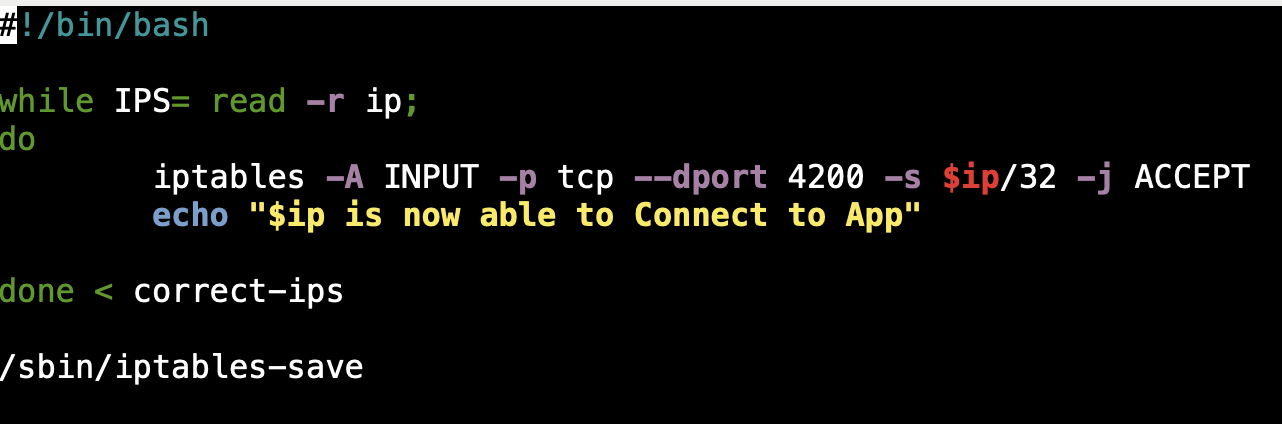 #!/bin/bash
while IPS= read -r ip;
do
iptables -A INPUT -p tcp --dport 4200 -s $ip/32 -j ACCEPT
echo "$ip is now able to Connect to App"
done < correct-ips
/sbin/iptables-save